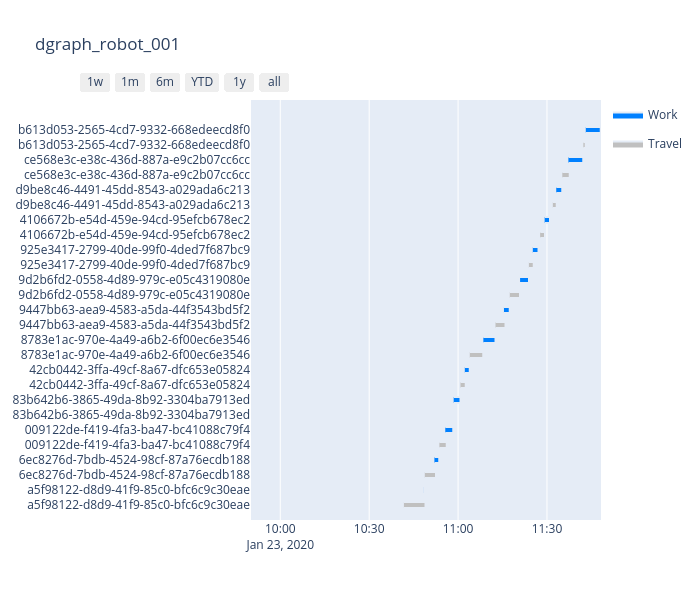 dgraph_robot_001
1w 1m 6m YTD 1y all
Work
Travel
b613d053-2565-4cd7-9332-668edeecd8f0
b613d053-2565-4cd7-9332-668edeecd8f0
ce568e3c-e38c-436d-887a-e9c2b07cc6cc
ce568e3c-e38c-436d-887a-e9c2b07cc6cc
d9be8c46-4491-45dd-8543-a029ada6c213
d9be8c46-4491-45dd-8543-a029ada6c213
4106672b-e54d-459e-94cd-95efcb678ec2
4106672b-e54d-459e-94cd-95efcb678ec2
925e3417-2799-40de-99f0-4ded7f687bc9
925e3417-2799-40de-99f0-4ded7f687bc9
9d2b6fd2-0558-4d89-979c-e05c4319080e
9d2b6fd2-0558-4d89-979c-e05c4319080e
9447bb63-aea9-4583-a5da-44f3543bd5f2
9447bb63-aea9-4583-a5da-44f3543bd5f2
8783e1ac-970e-4a49-a6b2-6f00ec6e3546
8783e1ac-970e-4a49-a6b2-6f00ec6e3546
42cb0442-3ffa-49cf-8a67-dfc653e05824
42cb0442-3ffa-49cf-8a67-dfc653e05824
83b642b6-3865-49da-8b92-3304ba7913ed
83b642b6-3865-49da-8b92-3304ba7913ed
009122de-f419-4fa3-ba47-bc41088c79f4
009122de-f419-4fa3-ba47-bc41088c79f4
6ec8276d-7bdb-4524-98cf-87a76ecdb188
6ec8276d-7bdb-4524-98cf-87a76ecdb188
a5f98122-d8d9-41f9-85c0-bfc6c9c30eae
a5f98122-d8d9-41f9-85c0-bfc6c9c30eae
10:00 10:30 11:00 11:30
Jan 23, 2020